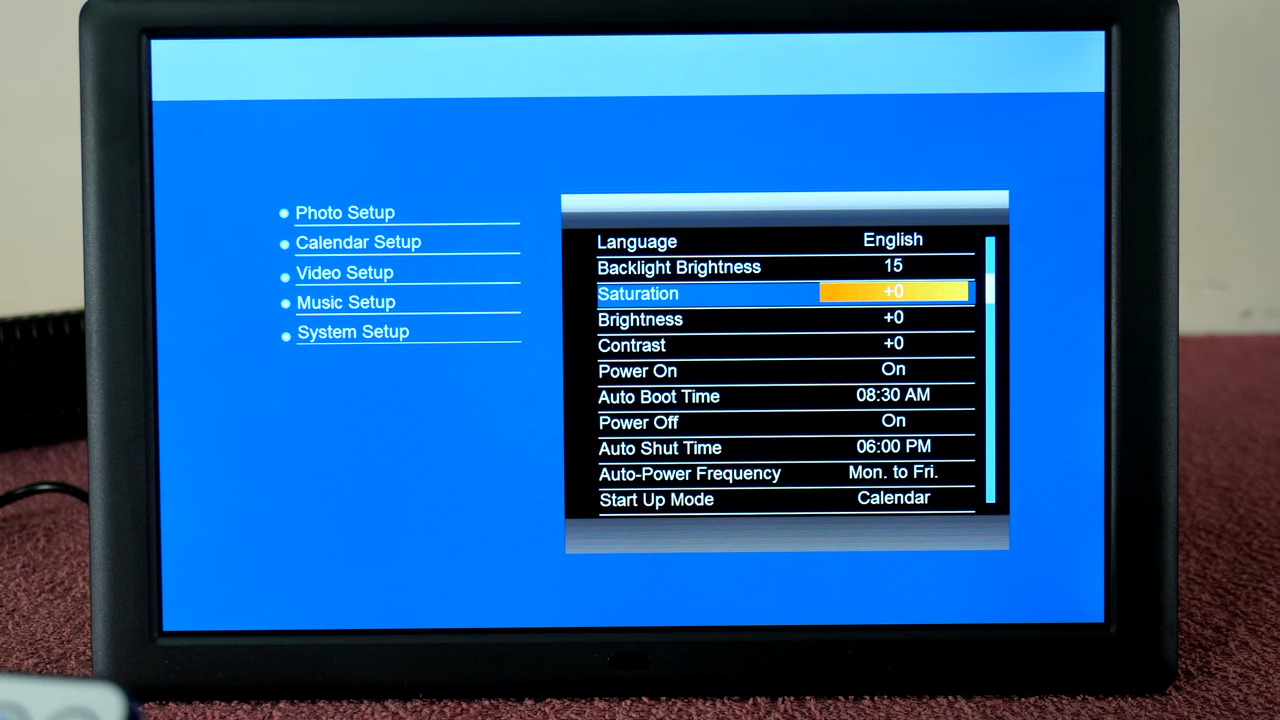 Photo Setup
Calendar Setup
Video Setup
Music Setup
System Setup
Language English
Backlight Brightness 15
Saturation +0
Brightness +0
Contrast +0
Power On On
Auto Boot Time 08:30 AM
Power Off On
Auto Shut Time 06:00 PM
Auto-Power Frequency Mon. to Fri.
Start Up Mode Calendar